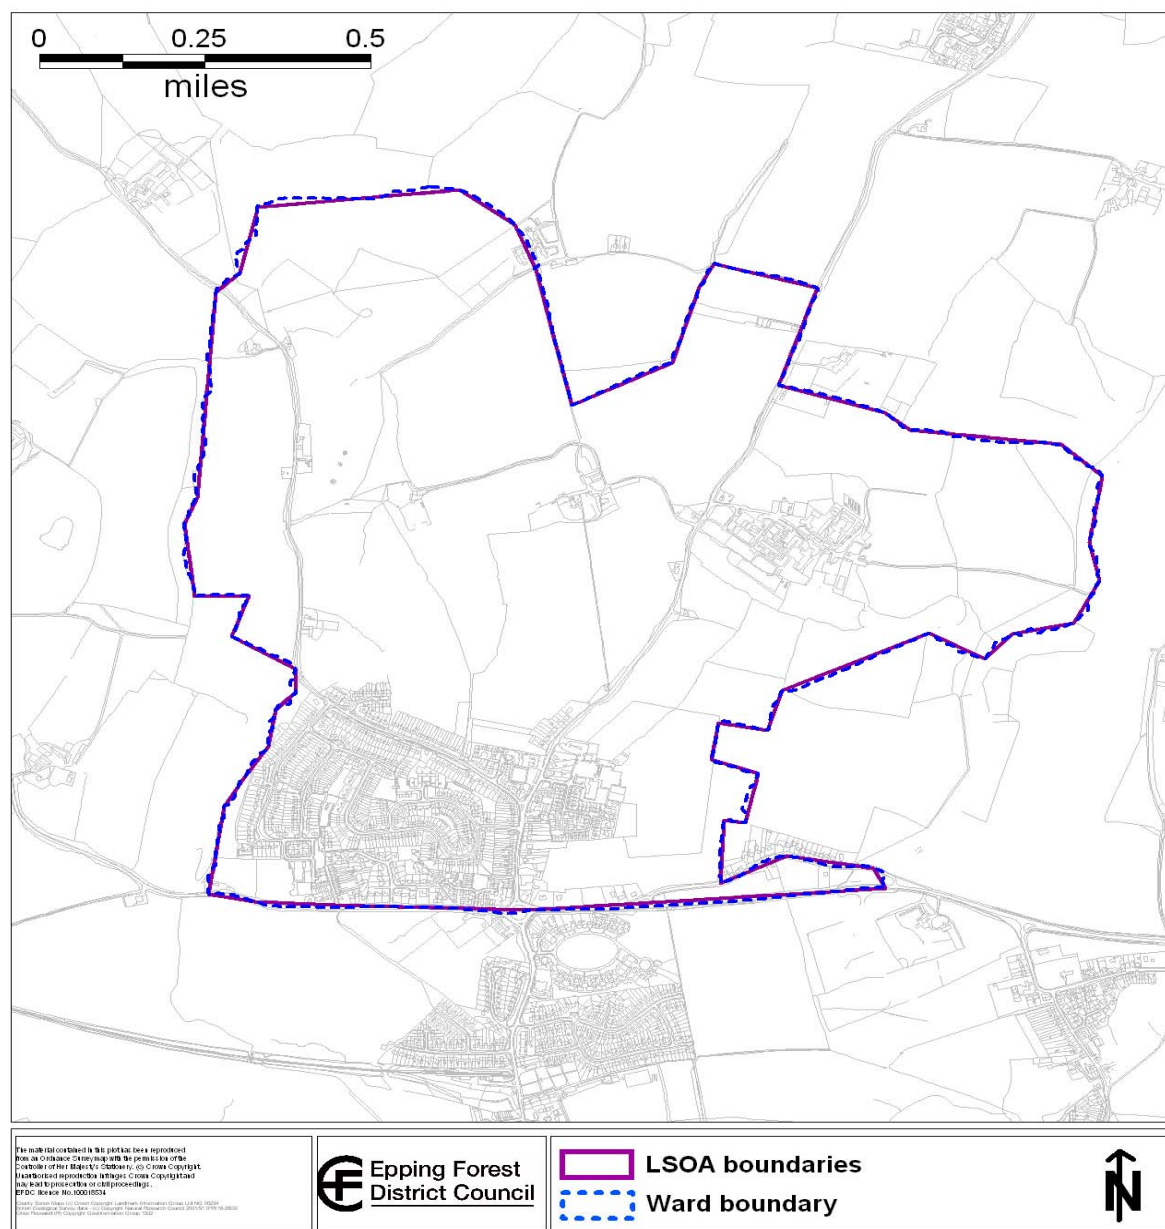 0 0.25 0.5
miles
The material contained in this plot has been reproduced
from an Ordnance Survey map with the permission of the
Controller of Her Majesty's Stationery. (c) Crown Copyright.
Unauthorised reproduction infringes Crown Copyright and
may lead to prosecution or civil proceedings.
EFDC licence No.100018534
Epping Forest
District Council
LSOA boundaries
Ward boundary
N